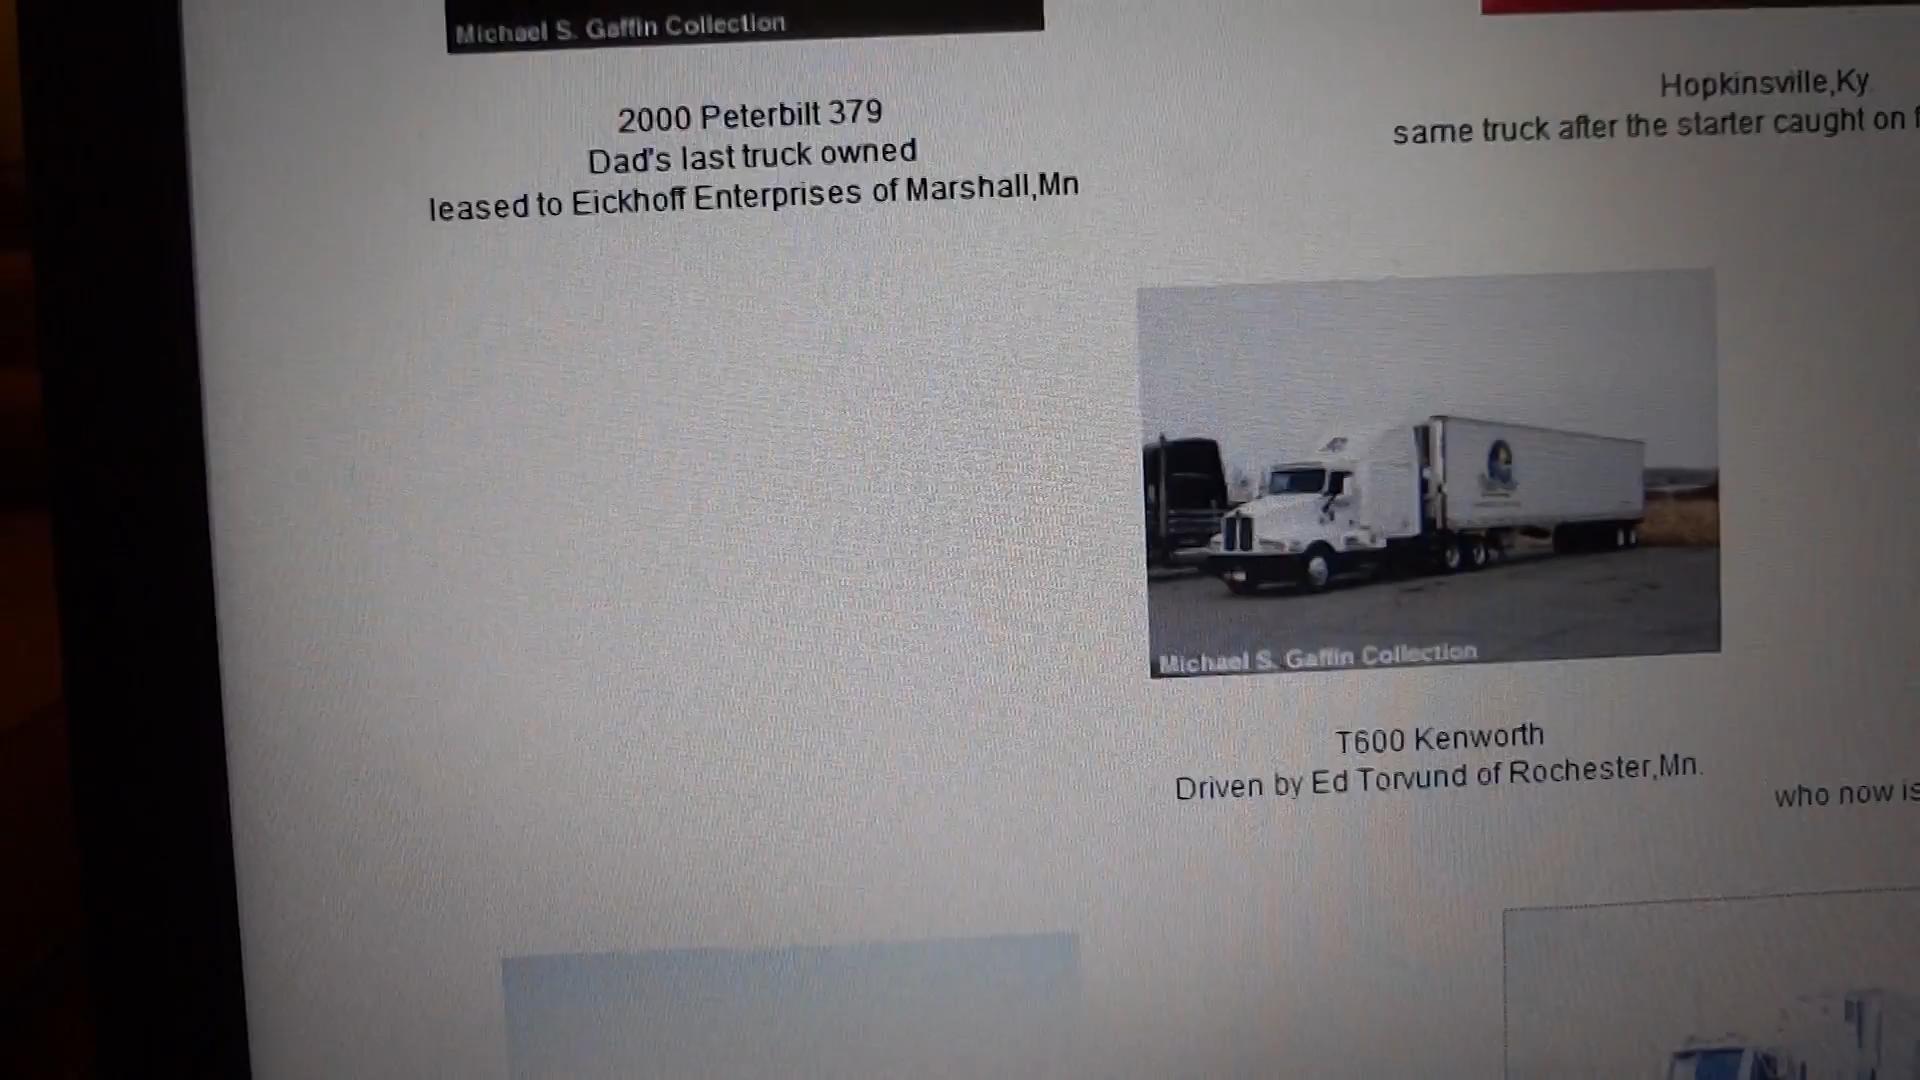 Michael S. Gaffin Collection
2000 Peterbilt 379
Dad's last truck owned
leased to Eickhoff Enterprises of Marshall,Mn
Hopkinsville,Ky
same truck after the starter caught on
Michael S. Gaffin Collection
T600 Kenworth
Driven by Ed Torvund of Rochester,Mn.
who now is